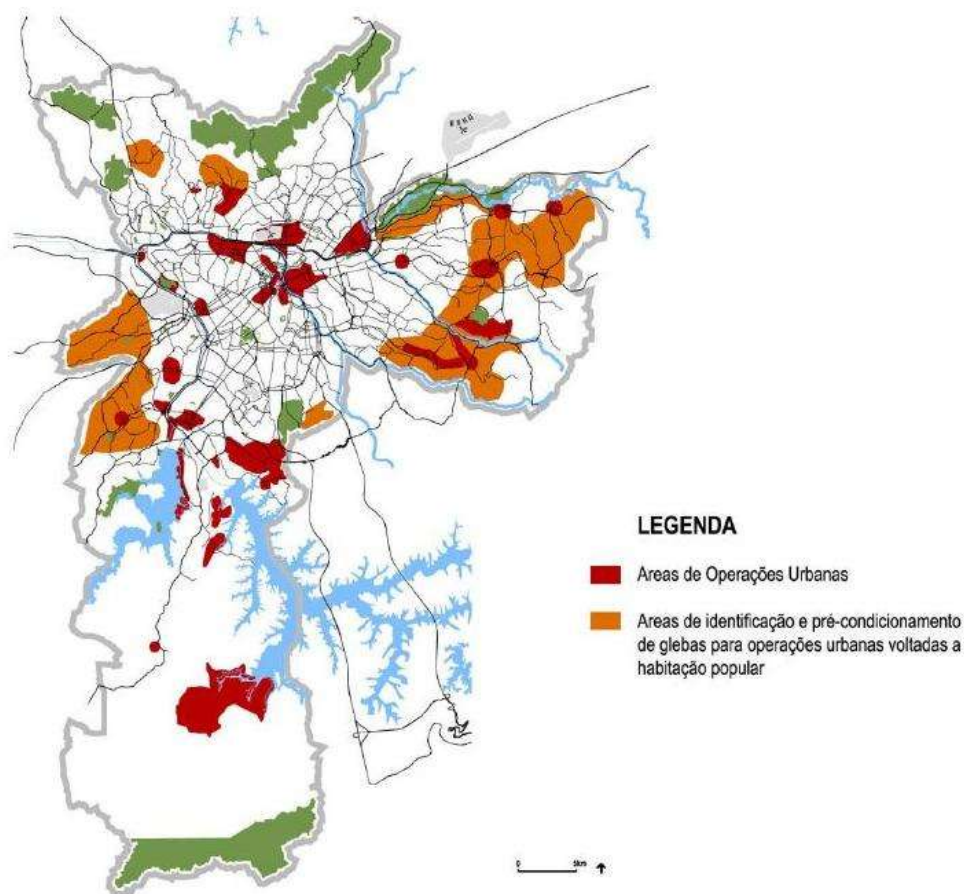 LEGENDA
Areas de Operações Urbanas
Areas de identificação e pré-condicionamento
de glebas para operações urbanas voltadas a
habitação popular
0 5km